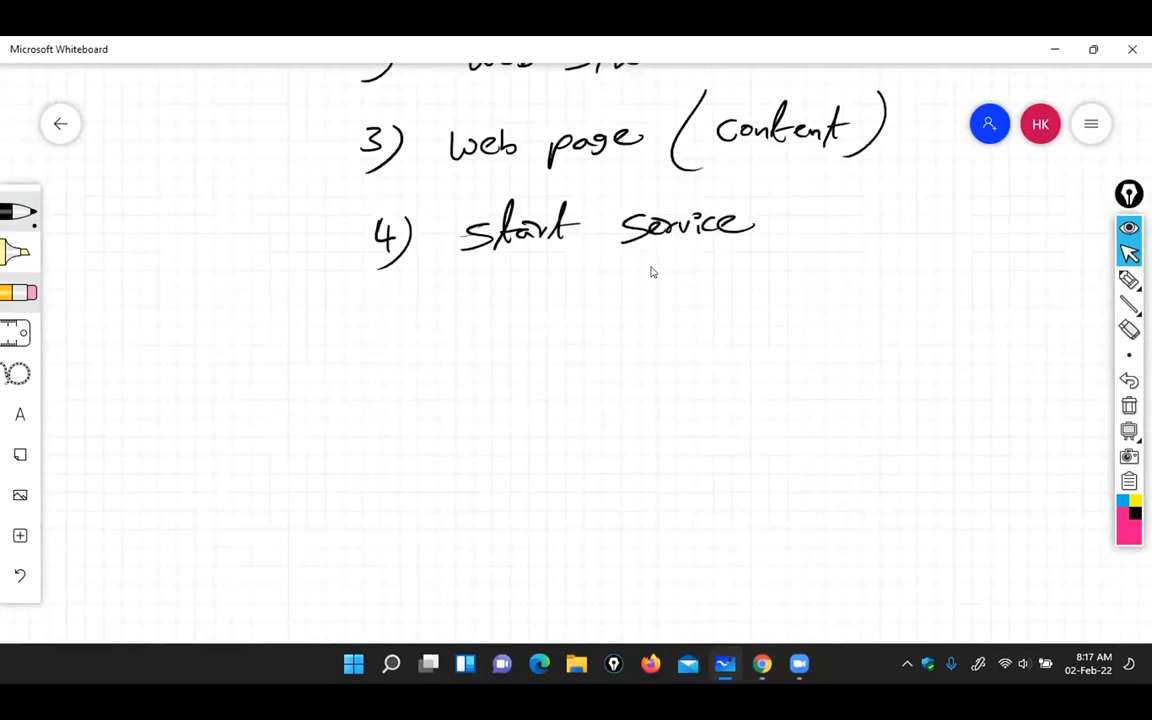 Microsoft Whiteboard
3) web page (content)
HK
4) start service
A
8:17 AM
02-Feb-22